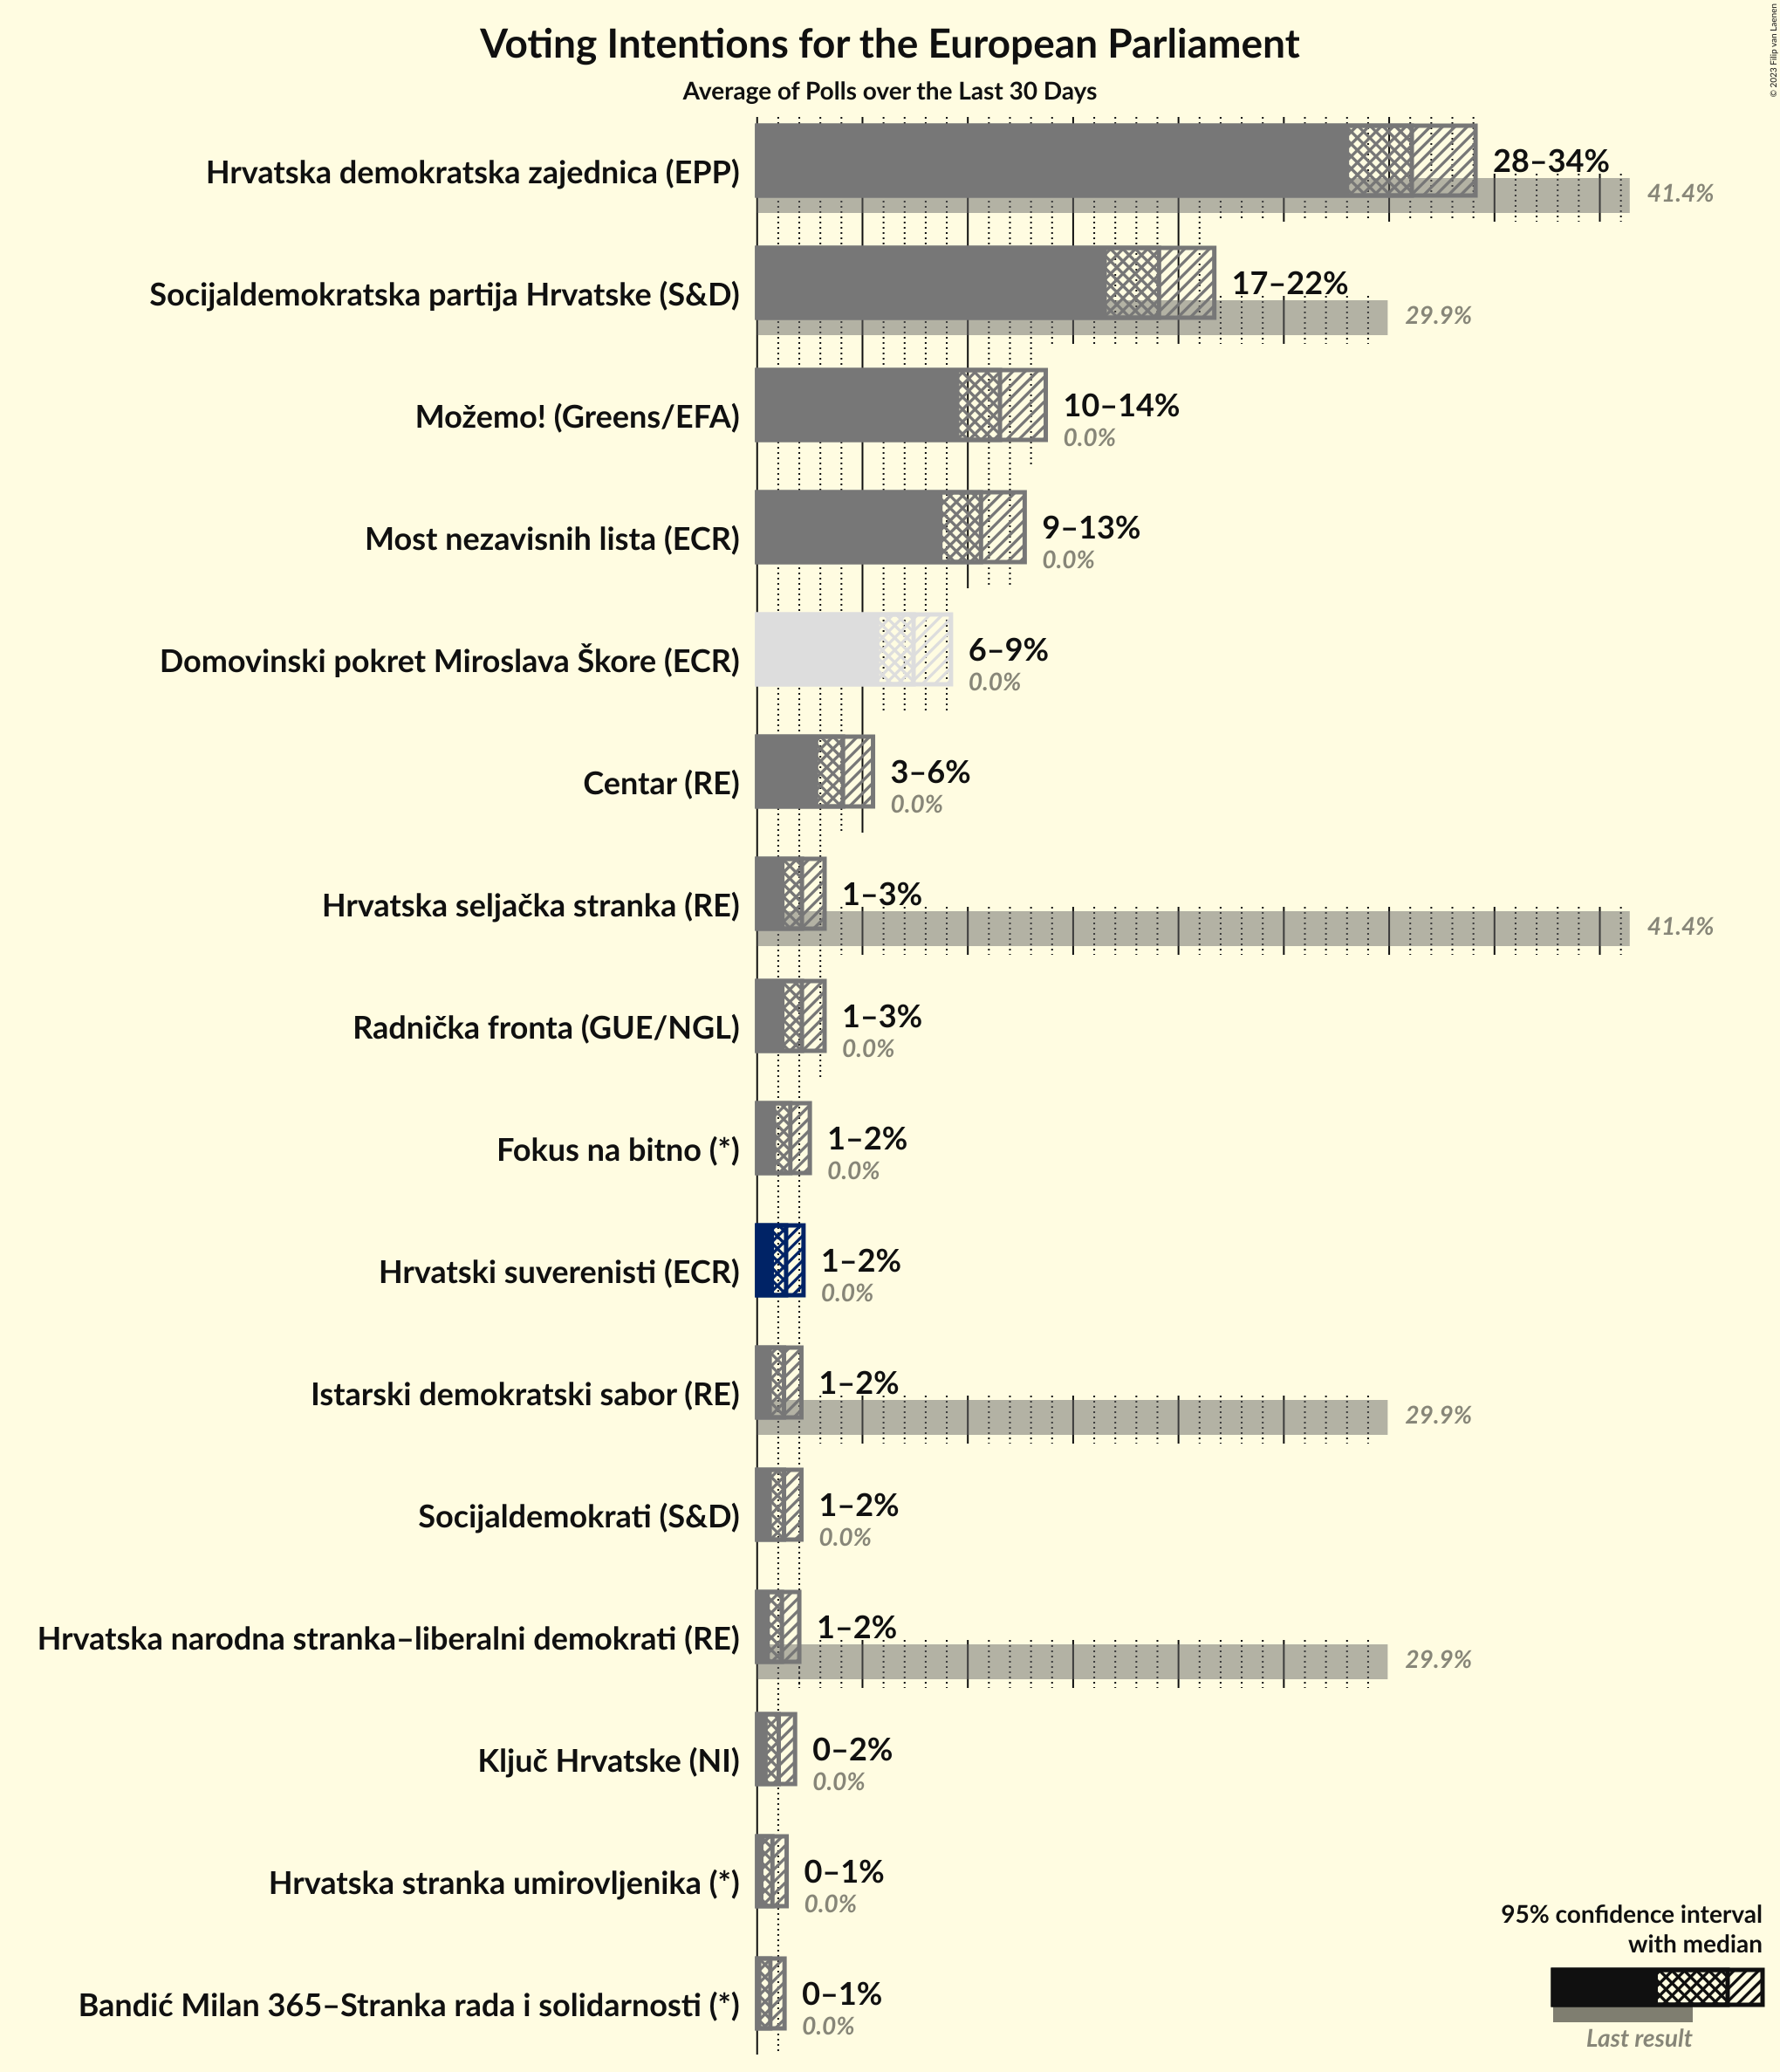 © 2023 Filip van Laenen
Voting Intentions for the European Parliament
Average of Polls over the Last 30 Days
Hrvatska demokratska zajednica (EPP)
28–34%
41.4%
Socijaldemokratska partija Hrvatske (S&D)
17–22%
29.9%
Možemo! (Greens/EFA)
10–14%
0.0%
Most nezavisnih lista (ECR)
9–13%
0.0%
Domovinski pokret Miroslava Škore (ECR)
6–9%
0.0%
Centar (RE)
3–6%
0.0%
Hrvatska seljačka stranka (RE)
1–3%
41.4%
Radnička fronta (GUE/NGL)
1–3%
0.0%
Fokus na bitno (*)
1–2%
0.0%
Hrvatski suverenisti (ECR)
1–2%
0.0%
Istarski demokratski sabor (RE)
1–2%
29.9%
Socijaldemokrati (S&D)
1–2%
0.0%
Hrvatska narodna stranka–liberalni demokrati (RE)
1–2%
29.9%
Ključ Hrvatske (NI)
0–2%
0.0%
Hrvatska stranka umirovljenika (*)
0–1%
0.0%
Bandić Milan 365–Stranka rada i solidarnosti (*)
0–1%
0.0%
95% confidence interval
with median
Last result